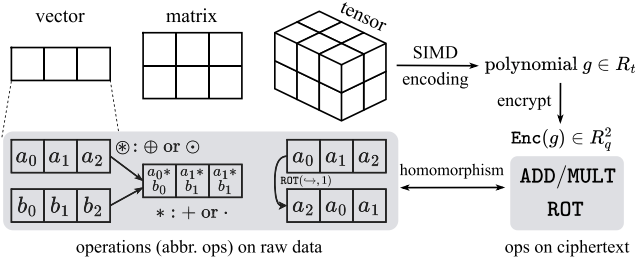 vector
matrix
tensor
SIMD
encoding
polynomial g ∈ R_t
encrypt
Enc(g) ∈ R_q^2
⊛: ⊕ or ⊙
a_0 a_1 a_2
b_0 b_1 b_2
a_0* a_1* a_1*
b_0 b_1 b_1
* : + or ·
a_0 a_1 a_2
ROT(↪,1)
a_2 a_0 a_1
homomorphism
ADD/MULT
ROT
operations (abbr. ops) on raw data
ops on ciphertext